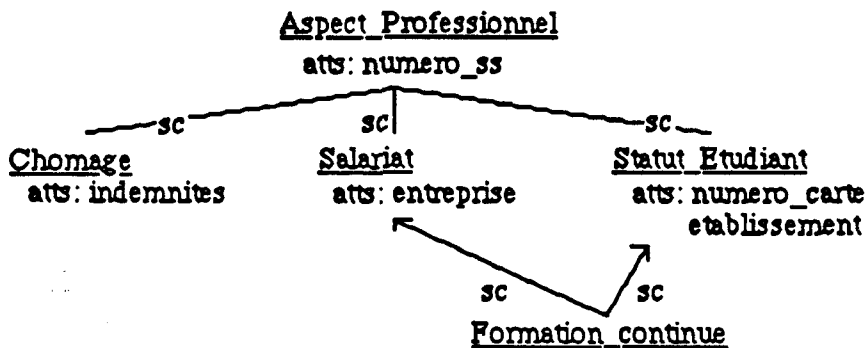 Aspect_Professionnel
atts: numero_ss
sc sc sc
Chomage Salariat Statut_Etudiant
atts: indemnites atts: entreprise atts: numero_carte
etablissement
sc sc
Formation_continue